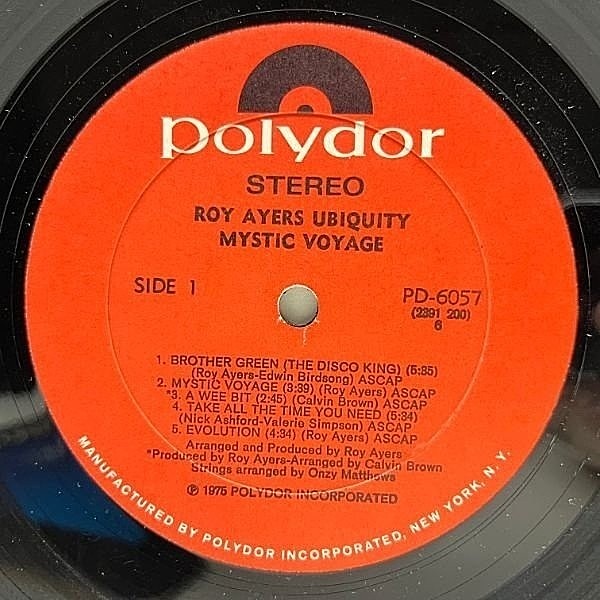 polydor
STEREO
ROY AYERS UBIQUITY
MYSTIC VOYAGE
SIDE 1
PD-6057
(2391 200)
6
1. BROTHER GREEN (THE DISCO KING) (5:35)
(Roy Ayers-Edwin Birdsong) ASCAP
2. MYSTIC VOYAGE (3:39) (Roy Ayers) ASCAP
*3. A WEE BIT (2:45) (Calvin Brown) ASCAP
4. TAKE ALL THE TIME YOU NEED (5:34)
(Nick Ashford-Valerie Simpson) ASCAP
5. EVOLUTION (4:34) (Roy Ayers) ASCAP
Arranged and Produced by Roy Ayers
*Produced by Roy Ayers-Arranged by Calvin Brown
Strings arranged by Onzy Matthews
℗ 1975 POLYDOR INCORPORATED
MANUFACTURED BY POLYDOR INCORPORATED, NEW YORK, N. Y.